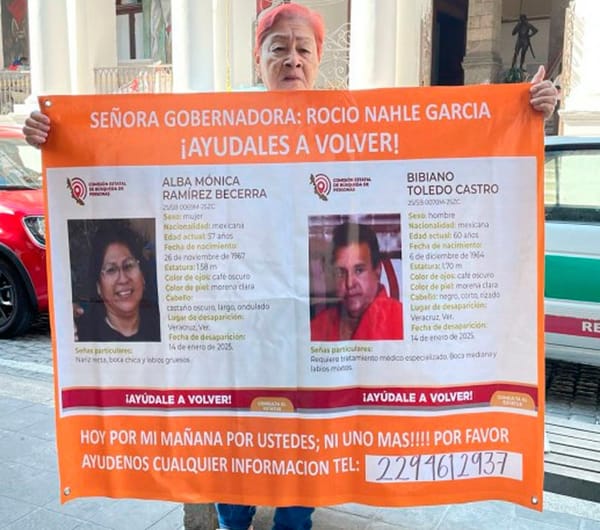 SEÑORA GOBERNADORA: ROCIO NAHLE GARCIA
¡AYUDALES A VOLVER!
COMISIÓN ESTATAL
DE BÚSQUEDA DE
PERSONAS
ALBA MÓNICA
RAMÍREZ BECERRA
Sexo: mujer
Nacionalidad: mexicana
Edad actual: 57 años
Fecha de nacimiento:
26 de noviembre de 1967
Estatura: 1.58 m
Color de ojos: café oscuro
Color de piel: morena clara
Cabello:
castaño oscuro, largo, ondulado
Lugar de desaparición:
Veracruz, Ver.
Fecha de desaparición:
14 de enero de 2025.
Señas particulares:
Nariz recta, boca chica y labios gruesos.
¡AYÚDALE A VOLVER!
CONSULTA EL
ESTATUS
COMISIÓN ESTATAL
DE BÚSQUEDA DE
PERSONAS
BIBIANO
TOLEDO CASTRO
Sexo: hombre
Nacionalidad: mexicana
Edad actual: 60 años
Fecha de nacimiento:
6 de diciembre de 1964
Estatura: 1.70 m
Color de ojos: café oscuro
Color de piel: morena clara
Cabello: negro, corto, rizado
Lugar de desaparición:
Veracruz, Ver.
Fecha de desaparición:
14 de enero de 2025.
Señas particulares:
Requiere tratamiento médico especializado, Boca mediana y
labios mixtos.
¡AYÚDALE A VOLVER!
CONSULTA EL
ESTATUS
HOY POR MI MAÑANA POR USTEDES; NI UNO MAS!!!! POR FAVOR
AYUDENOS CUALQUIER INFORMACION TEL: 2294612937
RE